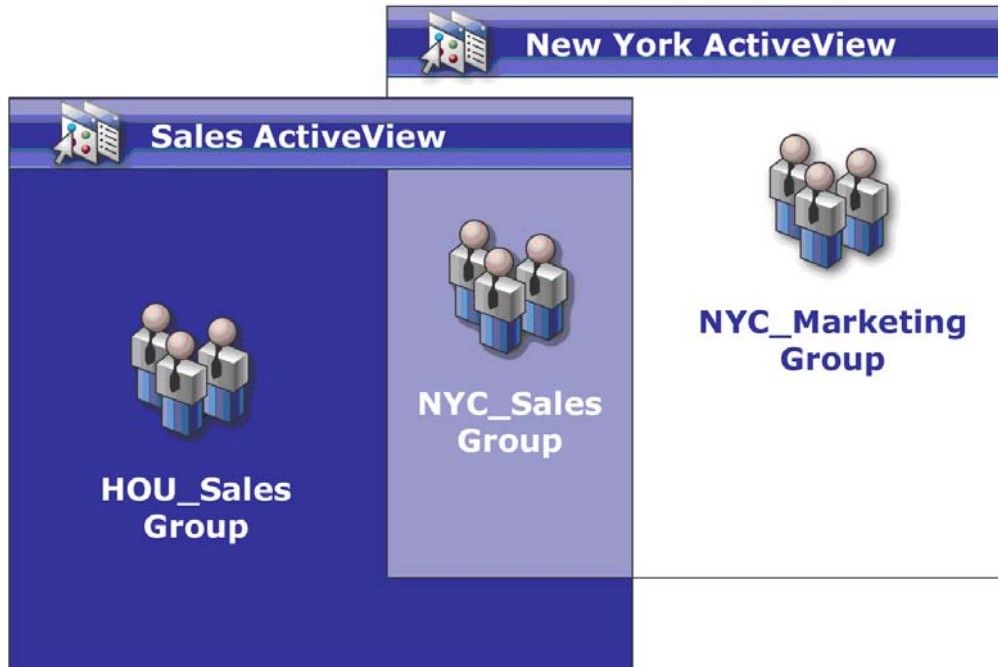 New York ActiveView
Sales ActiveView
NYC_Marketing
Group
NYC_Sales
Group
HOU_Sales
Group